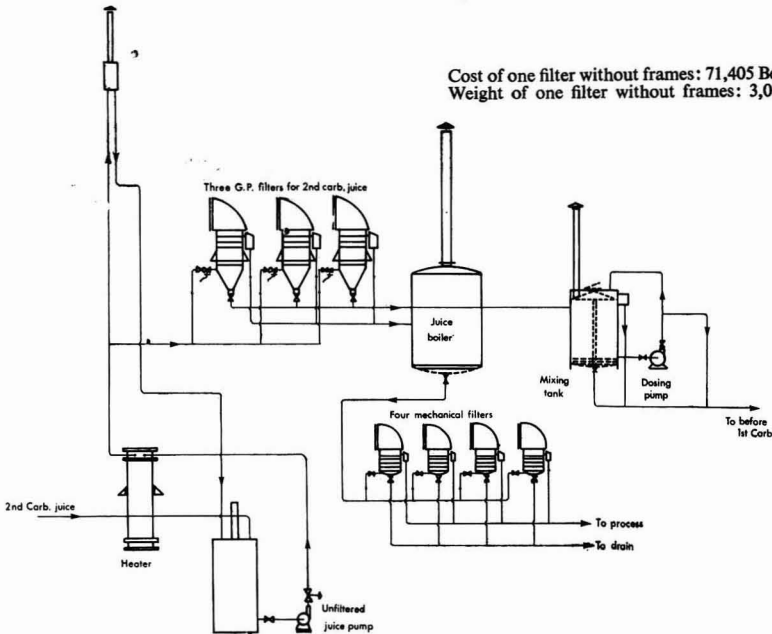 Cost of one filter without frames: 71,405
Weight of one filter without frames:
Three G.P. filters for 2nd carb. juice
Juice
boiler
Mixing
tank
Dosing
pump
To before
1st Carb
Four mechanical filters
2nd Carb. juice
To process
To drain
Heater
Unfiltered
juice pump